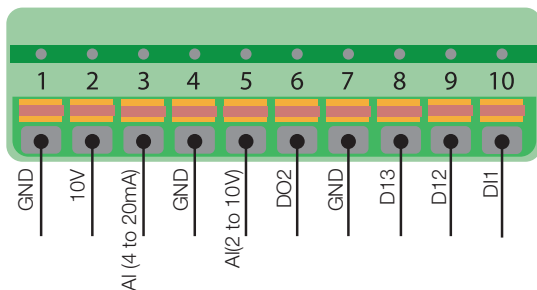 1 2 3 4 5 6 7 8 9 10
GND
10V
AI (4 to 20mA)
GND
AI(2 to 10V)
DO2
GND
D13
D12
DI1